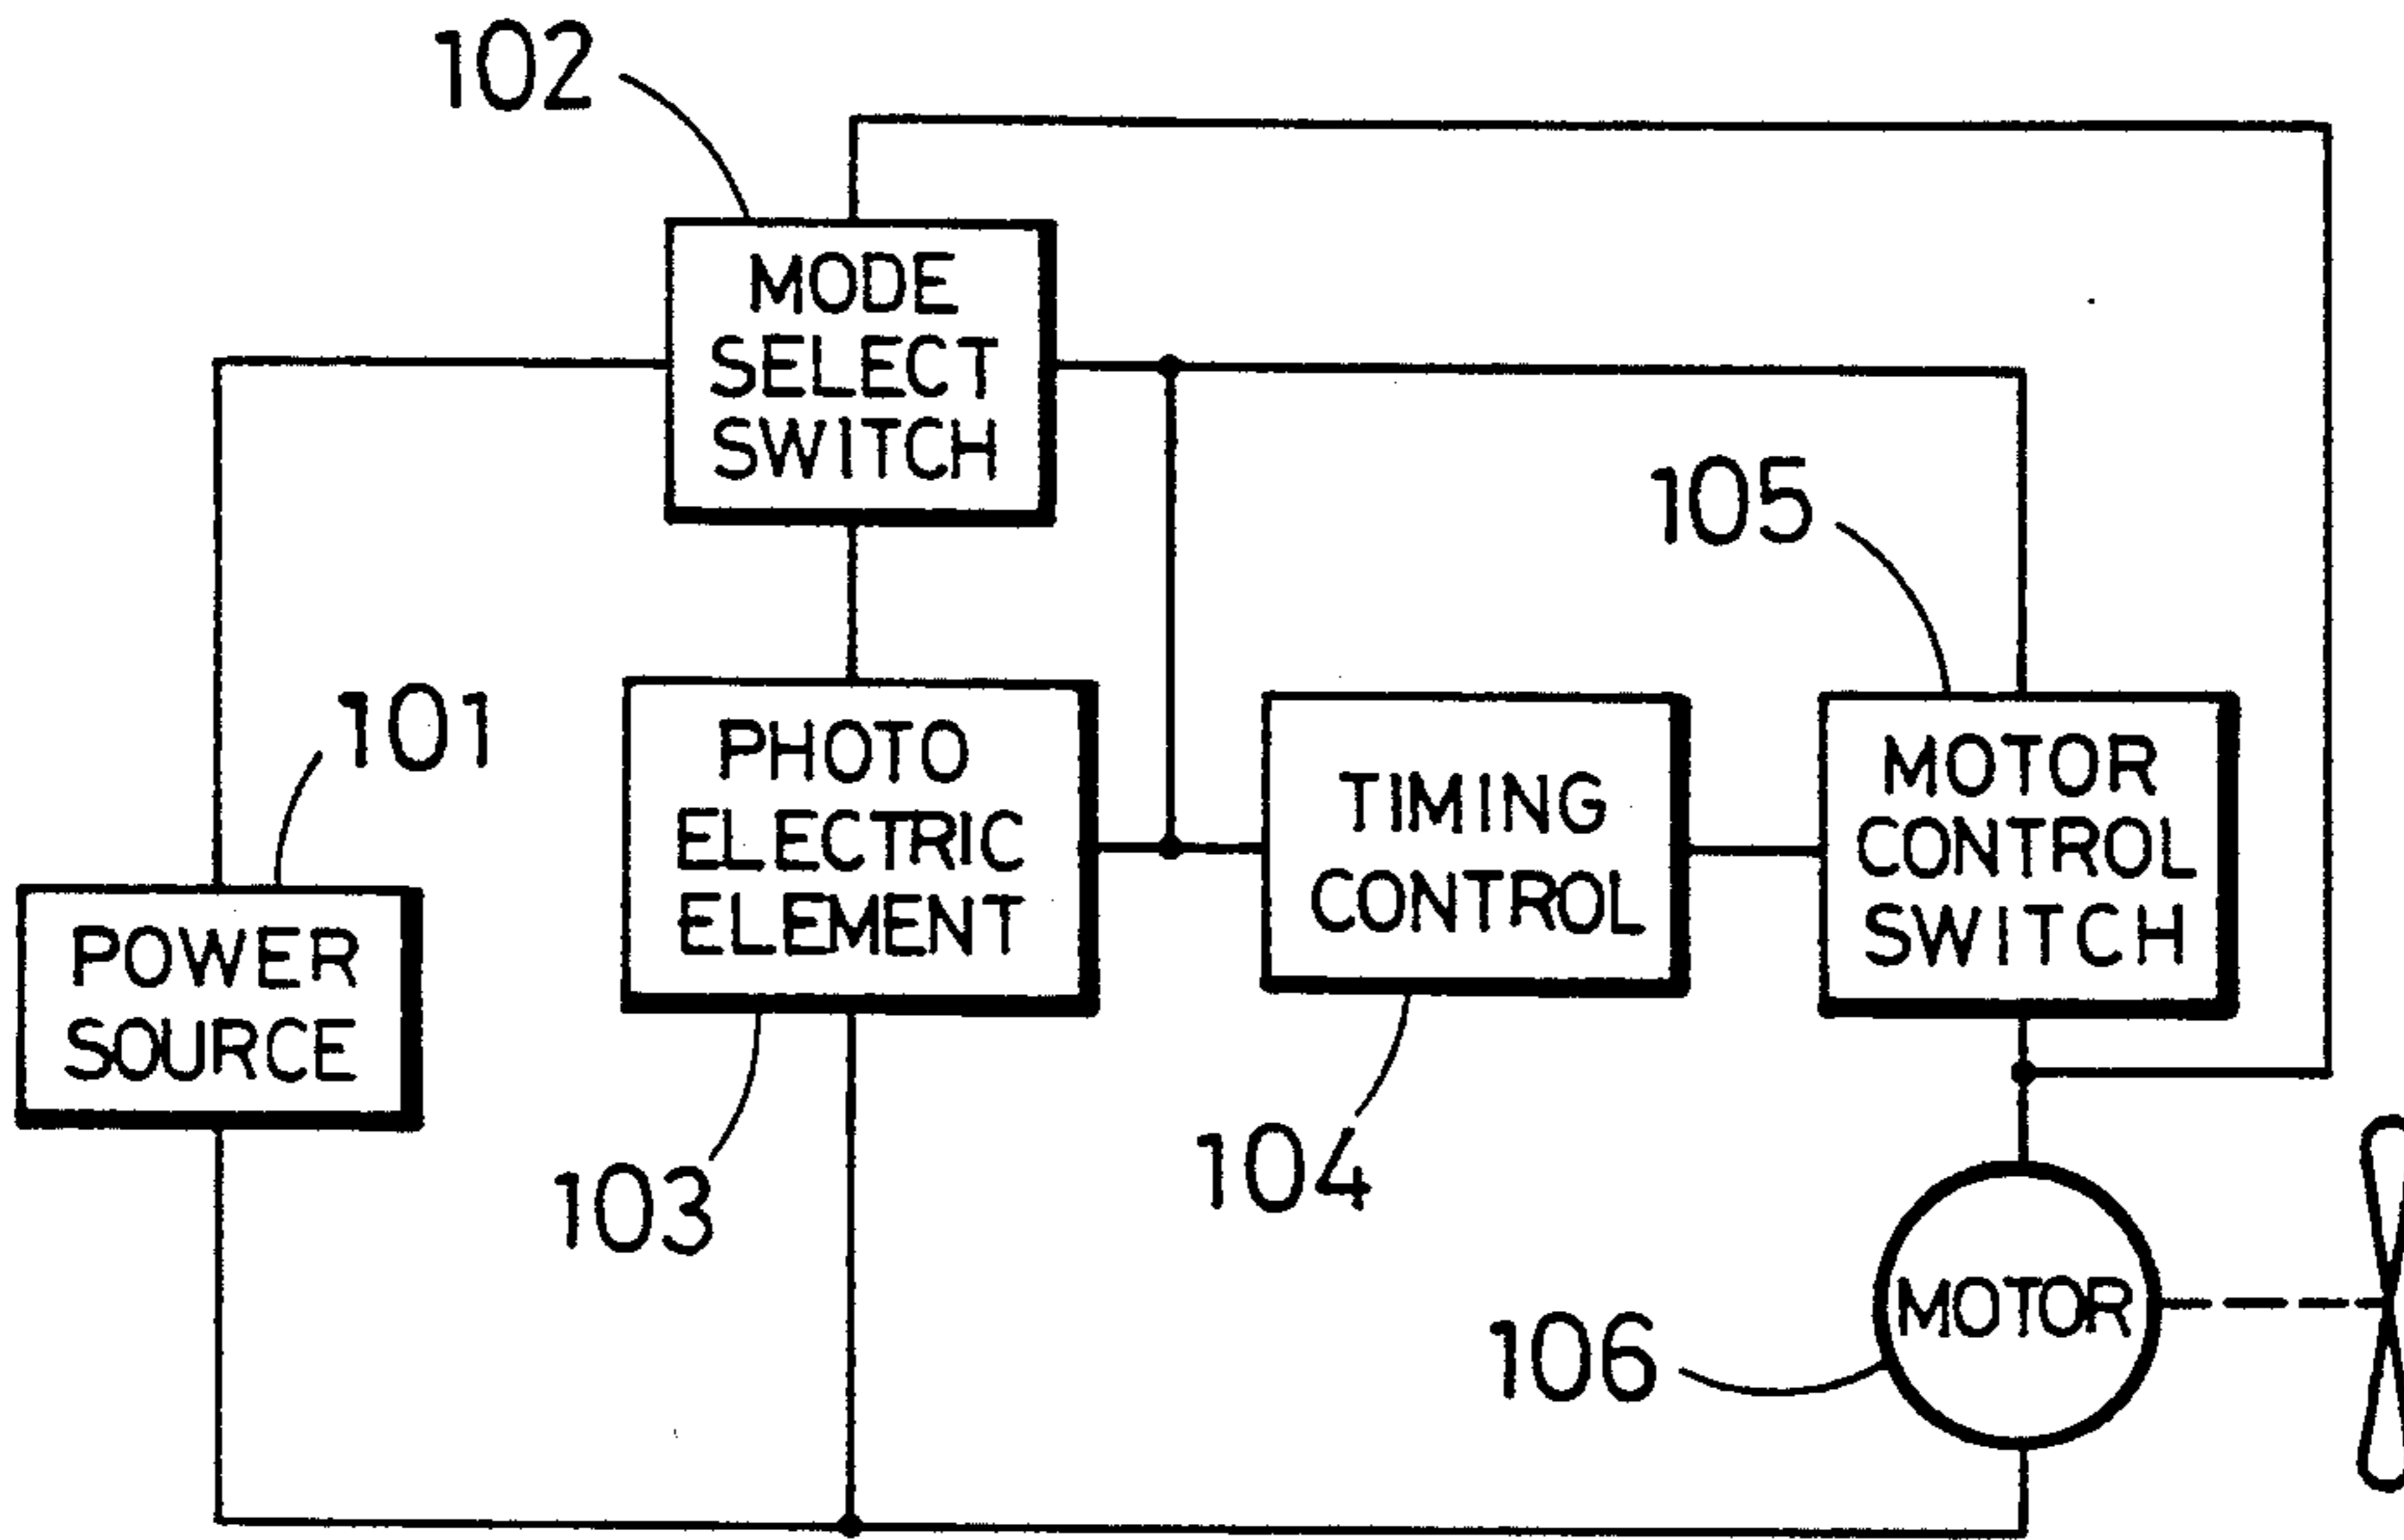 102
MODE
SELECT
SWITCH
105
101
PHOTO
ELECTRIC
ELEMENT
TIMING
CONTROL
MOTOR
CONTROL
SWITCH
POWER
SOURCE
103
104
MOTOR
106